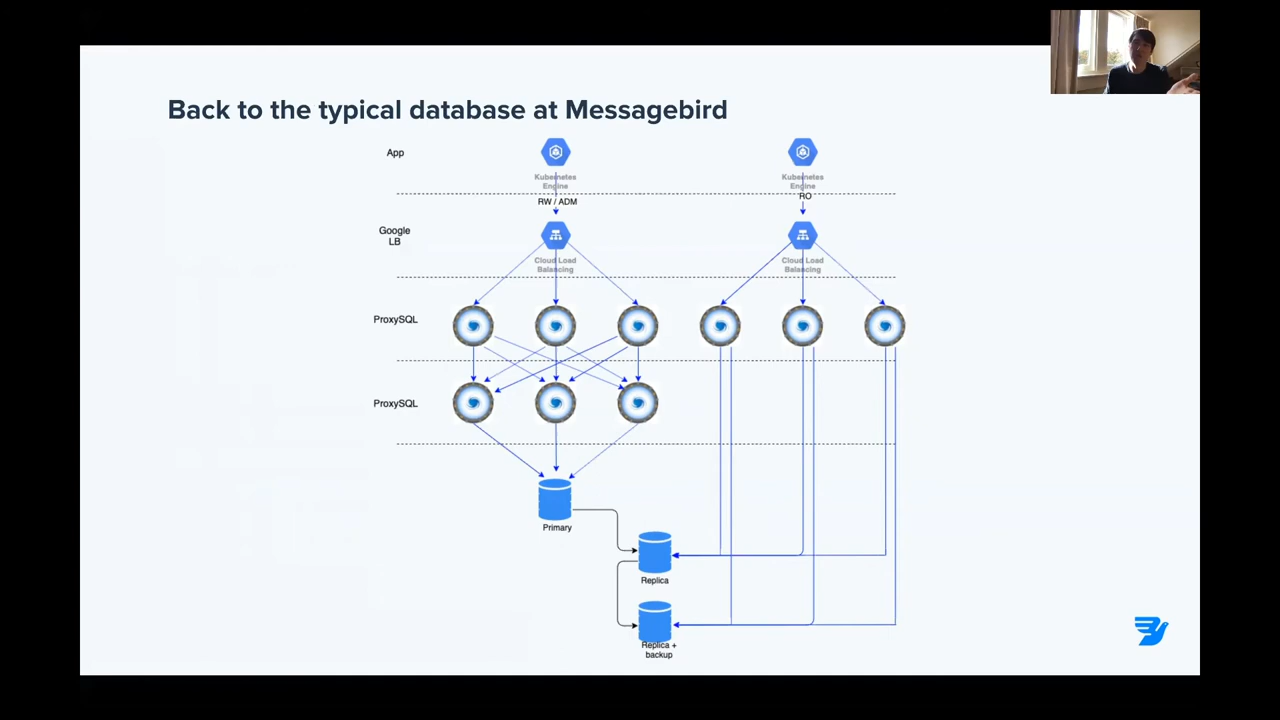 Back to the typical database at Messagebird
App
Kubernetes
Engine
Kubernetes
Engine
RW / ADM
RO
Google
LB
Cloud Load
Balancing
Cloud Load
Balancing
ProxySQL
ProxySQL
Primary
Replica
Replica +
backup